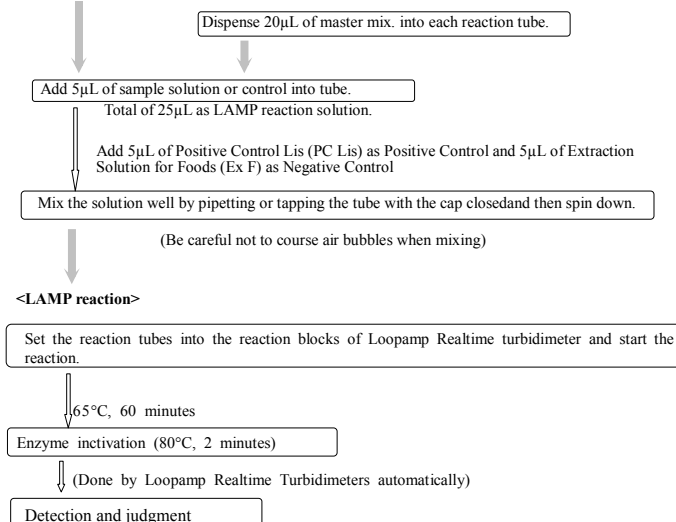 Dispense 20µL of master mix. into each reaction tube.
Add 5µL of sample solution or control into tube.
Total of 25µL as LAMP reaction solution.
Add 5µL of Positive Control Lis (PC Lis) as Positive Control and 5µL of Extraction
Solution for Foods (Ex F) as Negative Control
Mix the solution well by pipetting or tapping the tube with the cap closedand then spin down.
(Be careful not to course air bubbles when mixing)
<LAMP reaction>
Set the reaction tubes into the reaction blocks of Loopamp Realtime turbidimeter and start the
reaction.
65°C, 60 minutes
Enzyme inctivation (80°C, 2 minutes)
(Done by Loopamp Realtime Turbidimeters automatically)
Detection and judgment